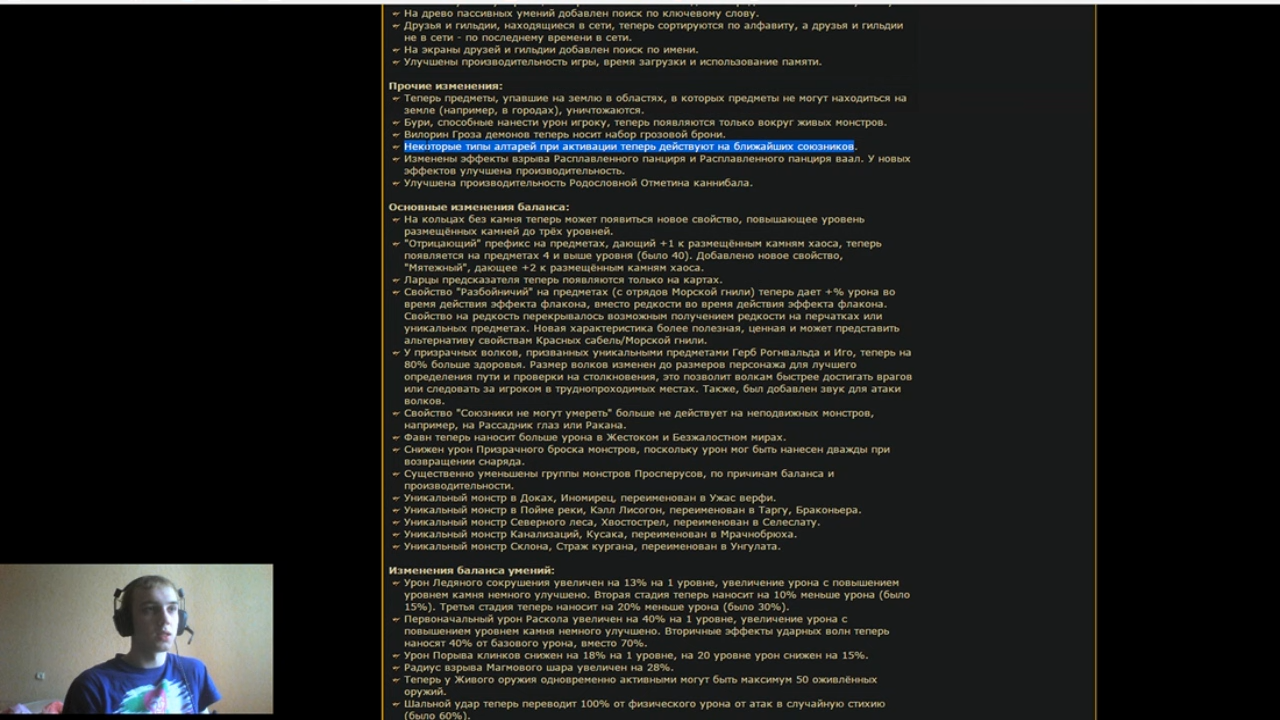 На древо пассивных умений добавлен поиск по ключевому слову.
Друзья и гильдии, находящиеся в сети, теперь сортируются по алфавиту, а друзья и гильдии
не в сети - по последнему времени в сети.
На экраны друзей и гильдии добавлен поиск по имени.
Улучшены производительность игры, время загрузки и использование памяти.
Прочие изменения:
Теперь предметы, упавшие на землю в областях, в которых предметы не могут находиться на
земле (например, в городах), уничтожаются.
Бури, способные нанести урон игроку, теперь появляются только вокруг живых монстров.
Вилорин Гроза демонов теперь носит набор грозовой брони.
Некоторые типы алтарей при активации теперь действуют на ближайших союзников.
Изменены эффекты взрыва Расплавленного панциря и Расплавленного панциря ваал. У новых
эффектов улучшена производительность.
Улучшена производительность Родословной Отметина каннибала.
Основные изменения баланса:
На кольцах без камня теперь может появиться новое свойство, повышающее уровень
размещённых камней до трёх уровней.
"Отрицающий" префикс на предметах, дающий +1 к размещённым камням хаоса, теперь
появляется на предметах 4 и выше уровня (было 40). Добавлено новое свойство,
"Мятежный", дающее +2 к размещённым камням хаоса.
Ларцы предсказателя теперь появляются только на картах.
Свойство "Разбойничий" на предметах (с отрядов Морской гнили) теперь дает +% урона во
время действия эффекта флакона, вместо редкости во время действия эффекта флакона.
Свойство на редкость перекрывалось возможным получением редкости на перчатках или
уникальных предметах. Новая характеристика более полезная, ценная и может представить
альтернативу свойствам Красных сабель/Морской гнили.
У призрачных волков, призванных уникальными предметами Герб Рогнвальда и Иго, теперь на
80% больше здоровья. Размер волков изменен до размеров персонажа для лучшего
определения пути и проверки на столкновения, это позволит волкам быстрее достигать врагов
или следовать за игроком в труднопроходимых местах. Также, был добавлен звук для атаки
волков.
Свойство "Союзники не могут умереть" больше не действует на неподвижных монстров,
например, на Рассадник глаз или Ракана.
Фавн теперь наносит больше урона в Жестоком и Безжалостном мирах.
Снижен урон Призрачного броска монстров, поскольку урон мог быть нанесен дважды при
возвращении снаряда.
Существенно уменьшены группы монстров Просперусов, по причинам баланса и
производительности.
Уникальный монстр в Доках, Иномирец, переименован в Ужас верфи.
Уникальный монстр в Пойме реки, Кэлл Лисогон, переименован в Таргу, Браконьера.
Уникальный монстр Северного леса, Хвостострел, переименован в Селеслату.
Уникальный монстр Канализаций, Кусака, переименован в Мрачнобрюха.
Уникальный монстр Склона, Страж кургана, переименован в Унгулата.
Изменения баланса умений:
Урон Ледяного сокрушения увеличен на 13% на 1 уровне, увеличение урона с повышением
уровнем камня немного улучшено. Вторая стадия теперь наносит на 10% меньше урона (было
15%). Третья стадия теперь наносит на 20% меньше урона (было 30%).
Первоначальный урон Раскола увеличен на 40% на 1 уровне, увеличение урона с
повышением уровнем камня немного улучшено. Вторичные эффекты ударных волн теперь
наносят 40% от базового урона, вместо 70%.
Урон Порыва клинков снижен на 18% на 1 уровне, на 20 уровне урон снижен на 15%.
Радиус взрыва Магмового шара увеличен на 28%.
Теперь у Живого оружия одновременно активными могут быть максимум 50 оживлённых
оружий.
Шальной удар теперь переводит 100% от физического урона от атак в случайную стихию
(было 60%).